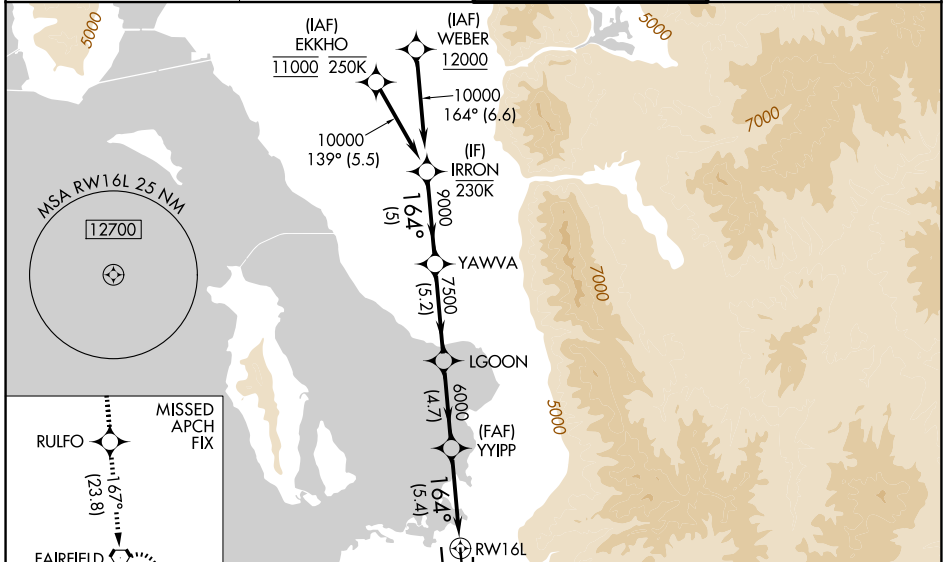 5000
(IAF)
EKKHO
11000 250K
(IAF)
WEBER
12000
5000
10000
164° (6.6)
10000
139° (5.5)
7000
(IF)
IRRON
230K
MSA RW16L 25 NM
12700
9000
164°
(5)
YAWVA
7500
(5.2)
7000
LGOON
6000
(4.7)
5000
(FAF)
YYIPP
164°
(5.4)
RW16L
MISSED
APCH
FIX
RULFO
167°
(23.8)
FAIRFIELD